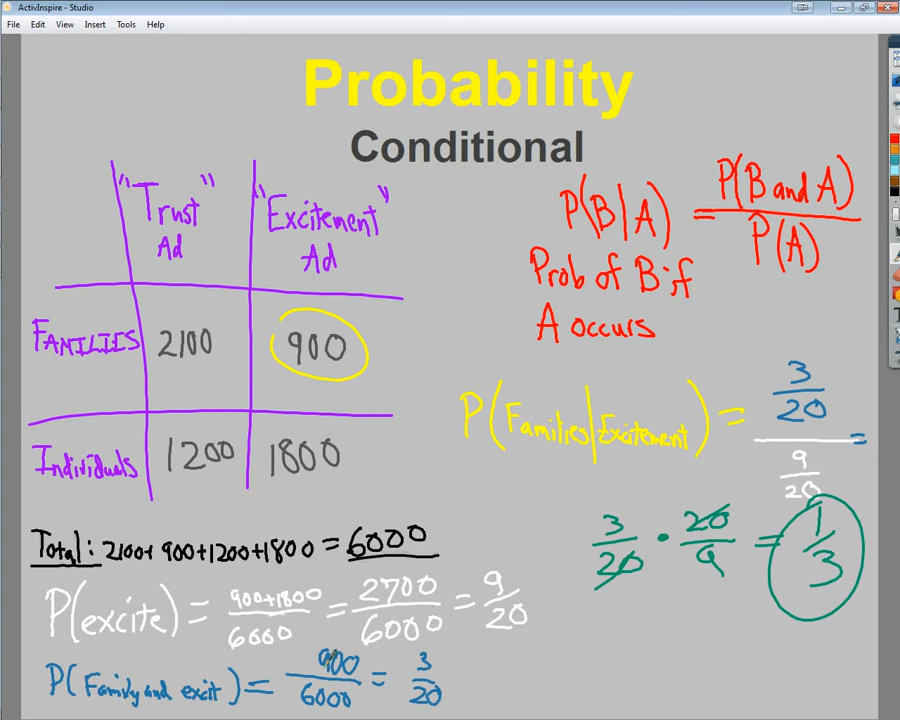 ActivInspire - Studio
File Edit View Insert Tools Help
Probability
Conditional
"Trust" Ad
"Excitement" Ad
FAMILIES 2100 900
Individuals 1200 1800
P(B|A) = P(B and A) / P(A)
Prob of B if
A occurs
P(Families|Excitement) = 3/20 / 9/20 =
3/20 · 20/9 = 1/3
Total: 2100+900+1200+1800 = 6000
P(excite) = 900+1800/6000 = 2700/6000 = 9/20
P(Family and excit) = 900/6000 = 3/20